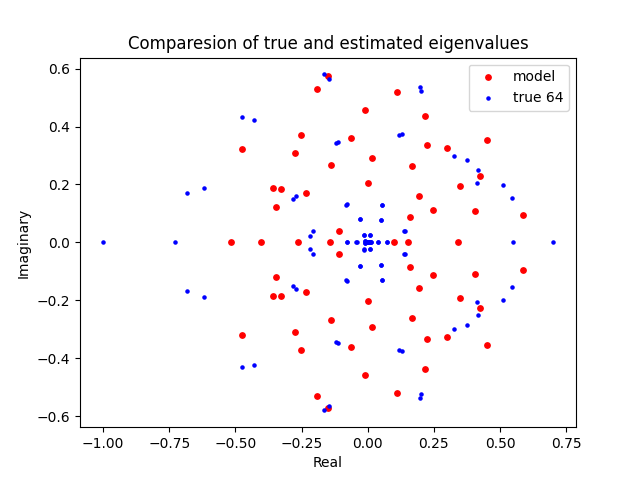 Comparesion of true and estimated eigenvalues
model
true 64
0.6
0.4
0.2
0.0
−0.2
−0.4
−0.6
Imaginary
−1.00 −0.75 −0.50 −0.25 0.00 0.25 0.50 0.75
Real